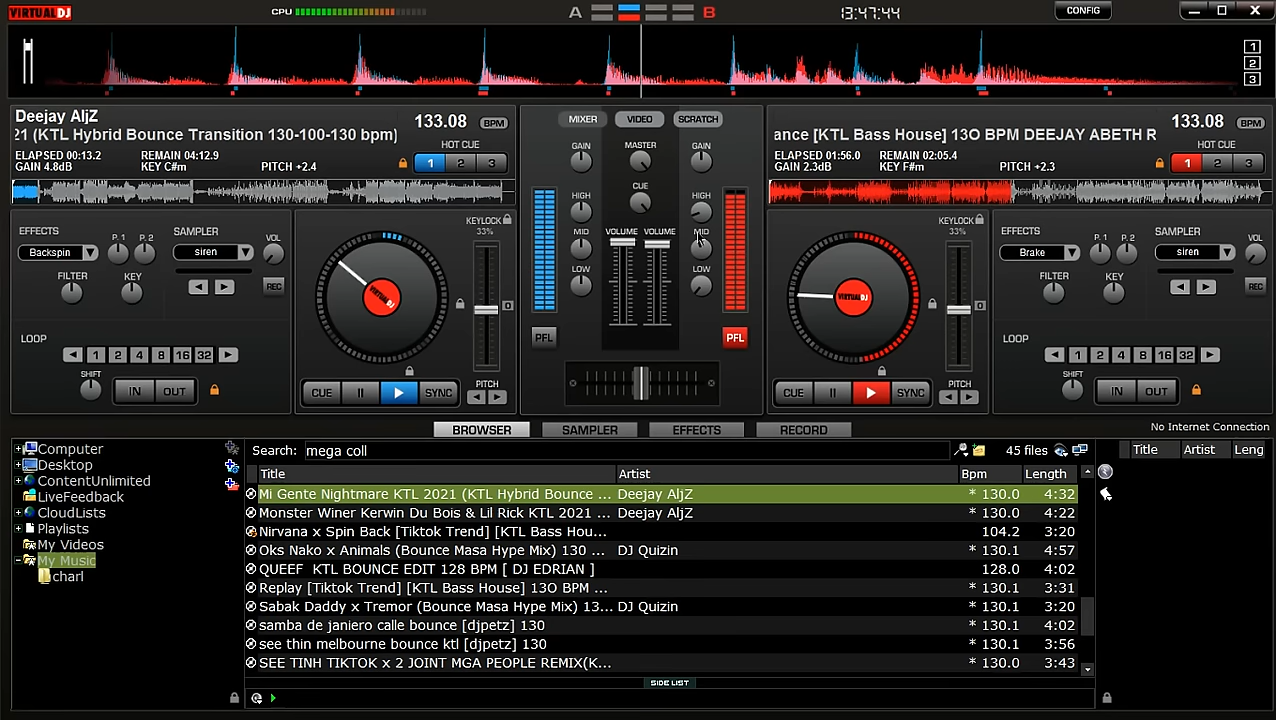 VIRTUAL DJ
CPU
A
B
13:47:44
CONFIG
1
2
3
Deejay AljZ
21 (KTL Hybrid Bounce Transition 130-100-130 bpm)
133.08 BPM
ELAPSED 00:13.2 REMAIN 04:12.9
GAIN 4.8dB KEY C#m PITCH +2.4
HOT CUE
1 2 3
MIXER VIDEO SCRATCH
GAIN MASTER GAIN
CUE
HIGH HIGH
MID VOLUME VOLUME MID
LOW LOW
PFL PFL
ance [KTL Bass House] 13O BPM DEEJAY ABETH R
133.08 BPM
ELAPSED 01:56.0 REMAIN 02:05.4
GAIN 2.3dB KEY F#m PITCH +2.3
HOT CUE
1 2 3
EFFECTS P. 1 P. 2 SAMPLER VOL
Backspin siren
FILTER KEY REC
LOOP
1 2 4 8 16 32
SHIFT IN OUT
KEYLOCK
33%
0
VIRTUAL DJ
CUE SYNC
PITCH
KEYLOCK
33%
0
VIRTUAL DJ
CUE SYNC
PITCH
EFFECTS P. 1 P. 2 SAMPLER VOL
Brake siren
FILTER KEY REC
LOOP
1 2 4 8 16 32
SHIFT IN OUT
BROWSER SAMPLER EFFECTS RECORD
No Internet Connection
Computer
Desktop
ContentUnlimited
LiveFeedback
CloudLists
Playlists
My Videos
My Music
charl
Search: mega coll 45 files
Title Artist Bpm Length
Mi Gente Nightmare KTL 2021 (KTL Hybrid Bounce ... Deejay AljZ * 130.0 4:32
Monster Winer Kerwin Du Bois & Lil Rick KTL 2021 ... Deejay AljZ * 130.0 4:22
Nirvana x Spin Back [Tiktok Trend] [KTL Bass Hou... 104.2 3:20
Oks Nako x Animals (Bounce Masa Hype Mix) 130 ... DJ Quizin * 130.1 4:57
QUEEF KTL BOUNCE EDIT 128 BPM [ DJ EDRIAN ] * 128.0 4:02
Replay [Tiktok Trend] [KTL Bass House] 13O BPM ... * 130.1 3:31
Sabak Daddy x Tremor (Bounce Masa Hype Mix) 13... DJ Quizin * 130.1 3:20
samba de janiero calle bounce [djpetz] 130 * 130.1 4:02
see thin melbourne bounce ktl [djpetz] 130 * 130.1 3:56
SEE TINH TIKTOK x 2 JOINT MGA PEOPLE REMIX(K... * 130.0 3:43
SIDE LIST
Title Artist Leng